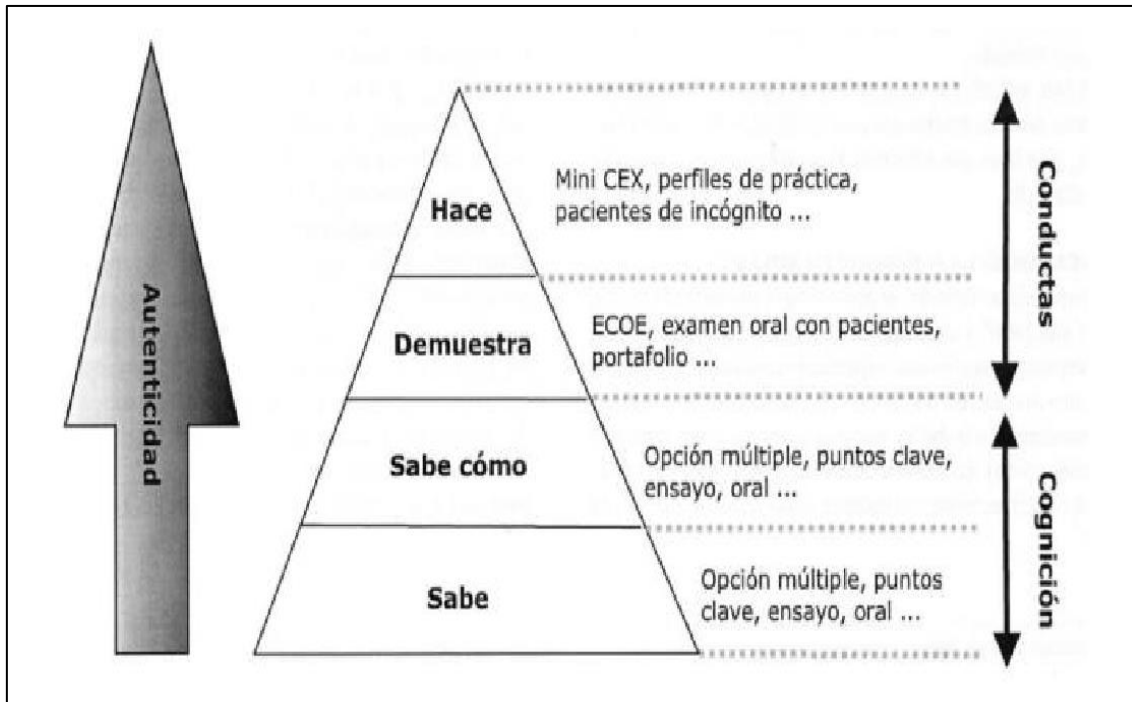 Autenticidad
Hace
Mini CEX, perfiles de práctica,
pacientes de incógnito ...
Demuestra
ECOE, examen oral con pacientes,
portafolio ...
Sabe cómo
Opción múltiple, puntos clave,
ensayo, oral ...
Sabe
Opción múltiple, puntos
clave, ensayo, oral ...
Conductas
Cognición